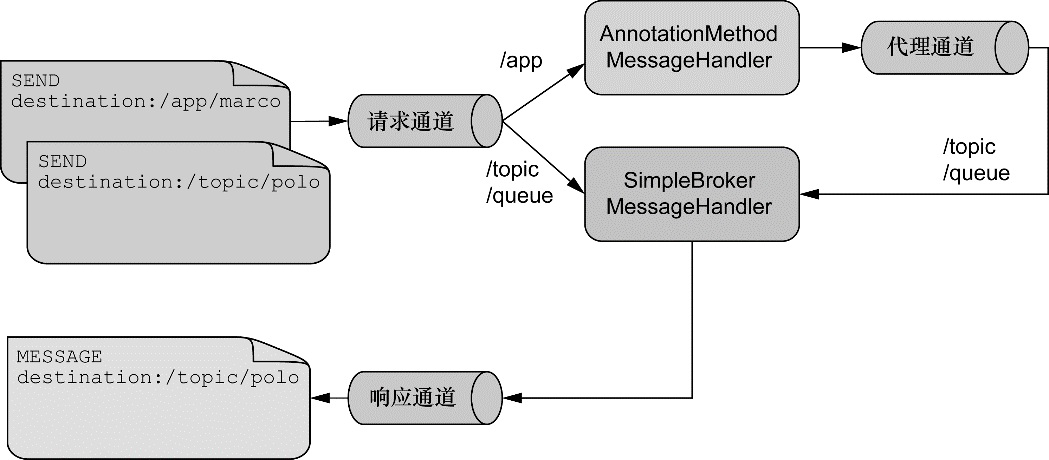 SEND
destination:/app/marco
SEND
destination:/topic/polo
请求通道
/app
/topic
/queue
AnnotationMethod
MessageHandler
代理通道
SimpleBroker
MessageHandler
/topic
/queue
MESSAGE
destination:/topic/polo
响应通道